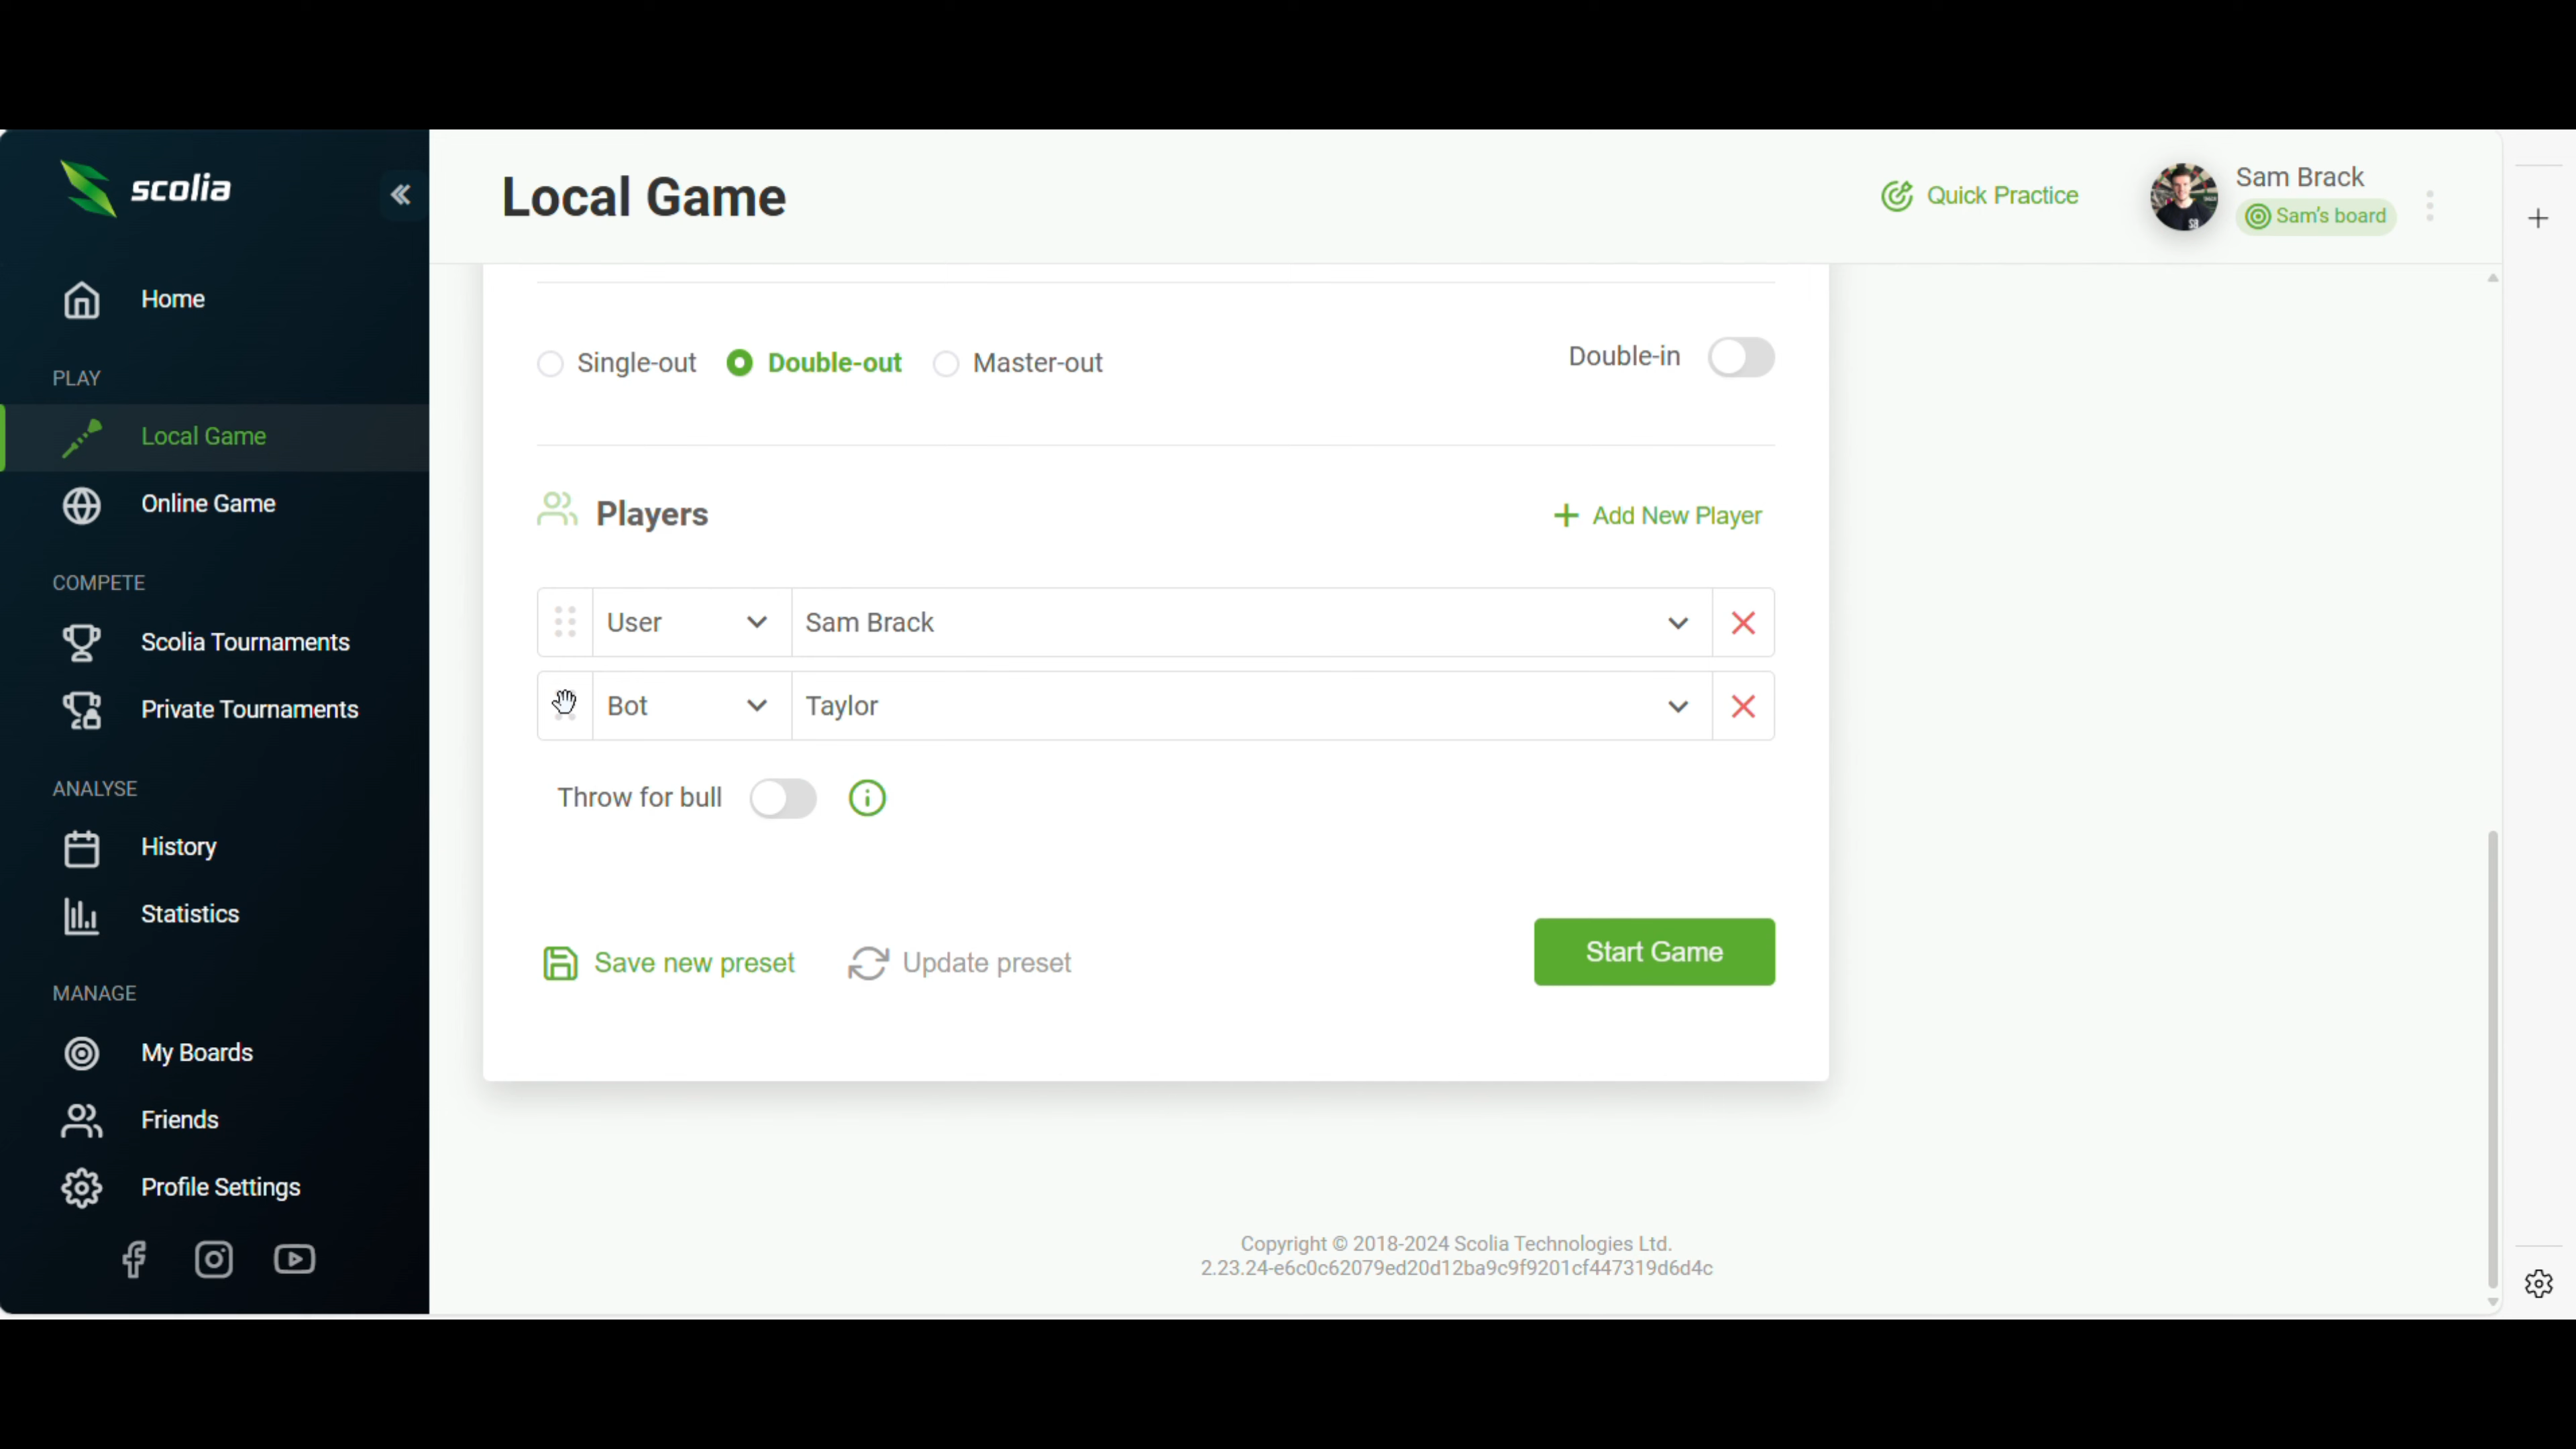 scolia
Home
PLAY
Local Game
Online Game
COMPETE
Scolia Tournaments
Private Tournaments
ANALYSE
History
Statistics
MANAGE
My Boards
Friends
Profile Settings
Local Game
Quick Practice
Sam Brack
Sam's board
Single-out Double-out Master-out
Double-in
Players
Add New Player
User Sam Brack
Bot Taylor
Throw for bull
Save new preset Update preset
Start Game
Copyright © 2018-2024 Scolia Technologies Ltd.
2.23.24-e6c0c62079ed20d12ba9c9f9201cf447319d6d4c